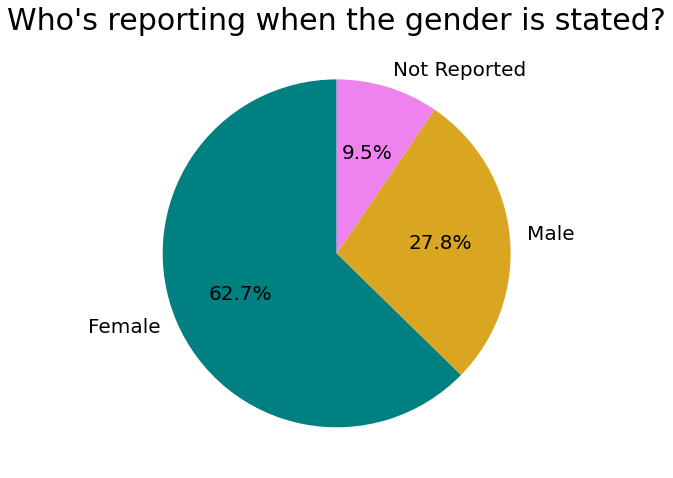 Who's reporting when the gender is stated?
Not Reported
9.5%
Male
27.8%
62.7%
Female